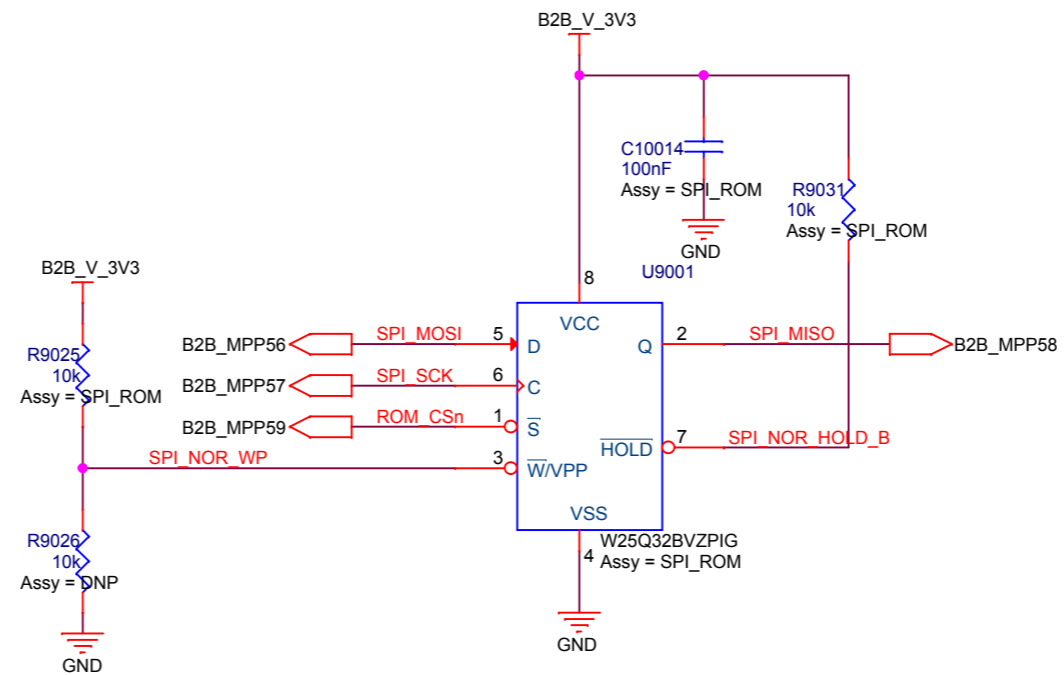 B2B_V_3V3
C10014
100nF
Assy = SPI_ROM
GND
R9031
10k
Assy = SPI_ROM
U9001
B2B_V_3V3
R9025
10k
Assy = SPI_ROM
SPI_NOR_WP
R9026
10k
Assy = DNP
GND
B2B_MPP56
SPI_MOSI
5
D
B2B_MPP57
SPI_SCK
6
C
B2B_MPP59
ROM_CSn
1
S
3
W/VPP
8
VCC
Q
2
SPI_MISO
B2B_MPP58
HOLD
7
SPI_NOR_HOLD_B
VSS
4
W25Q32BVZPIG
Assy = SPI_ROM
GND